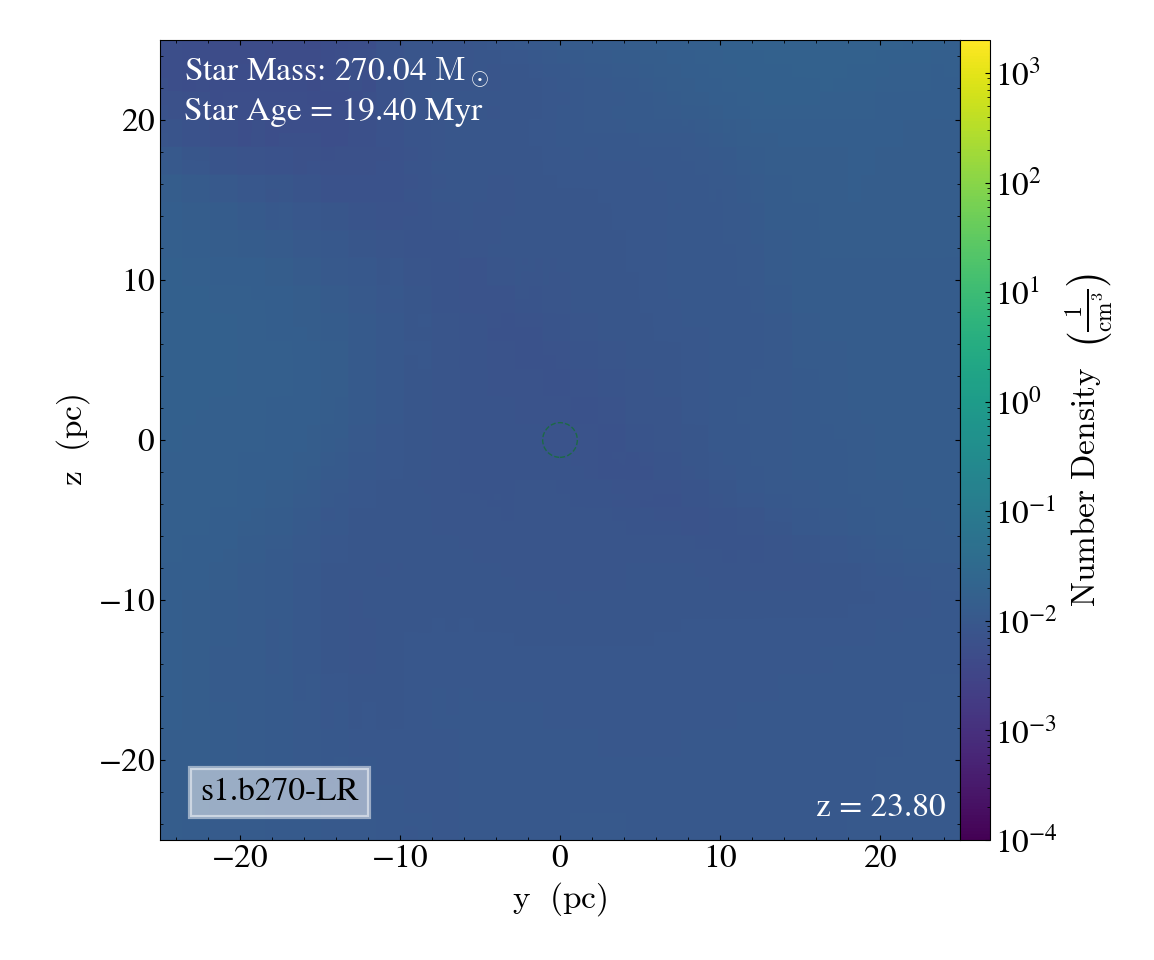 Star Mass: 270.04 M⊙
Star Age = 19.40 Myr
20
10
0
−10
−20
z (pc)
s1.b270-LR
z = 23.80
−20 −10 0 10 20
y (pc)
10³
10²
10¹
10⁰
10⁻¹
10⁻²
10⁻³
10⁻⁴
Number Density (1/cm³)